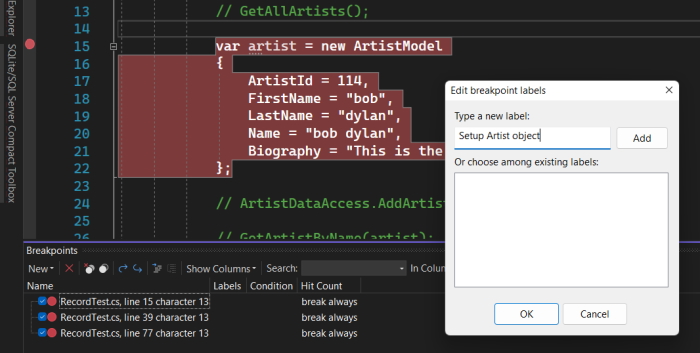 Explorer
SQLite/SQL Server Compact Toolbox
13 // GetAllArtists();
14
15 var artist = new ArtistModel
16 {
17 ArtistId = 114,
18 FirstName = "bob",
19 LastName = "dylan",
20 Name = "bob dylan",
21 Biography = "This is the
22 };
23
24 // ArtistDataAccess.AddArtis
25
26 // GetArtistByName(artist);
Edit breakpoint labels
Type a new label:
Setup Artist object
Add
Or choose among existing labels:
OK
Cancel
Breakpoints
New
Show Columns
Search:
In Colum
Name Labels Condition Hit Count
RecordTest.cs, line 15 character 13 break always
RecordTest.cs, line 39 character 13 break always
RecordTest.cs, line 77 character 13 break always